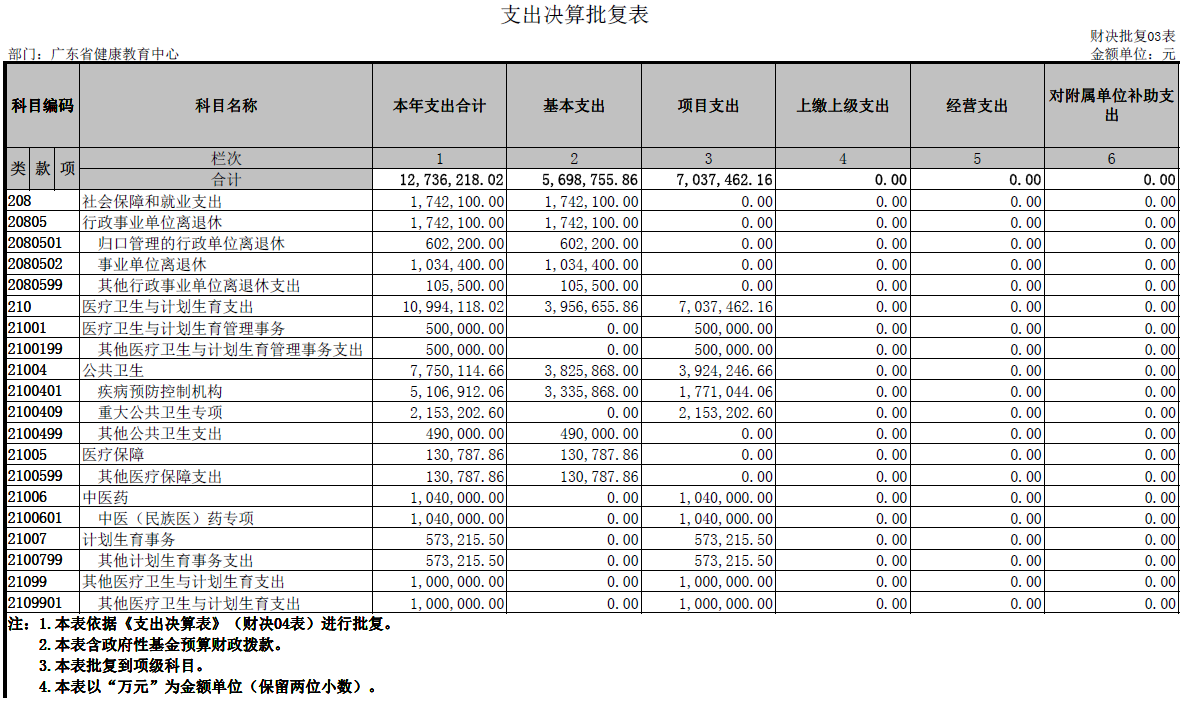 支出决算批复表
财决批复03表
部门：广东省健康教育中心 金额单位：元
科目编码 科目名称 本年支出合计 基本支出 项目支出 上缴上级支出 经营支出 对附属单位补助支出
类 款 项 栏次 1 2 3 4 5 6
合计 12,736,218.02 5,698,755.86 7,037,462.16 0.00 0.00 0.00
208 社会保障和就业支出 1,742,100.00 1,742,100.00 0.00 0.00 0.00 0.00
20805 行政事业单位离退休 1,742,100.00 1,742,100.00 0.00 0.00 0.00 0.00
2080501 归口管理的行政单位离退休 602,200.00 602,200.00 0.00 0.00 0.00 0.00
2080502 事业单位离退休 1,034,400.00 1,034,400.00 0.00 0.00 0.00 0.00
2080599 其他行政事业单位离退休支出 105,500.00 105,500.00 0.00 0.00 0.00 0.00
210 医疗卫生与计划生育支出 10,994,118.02 3,956,655.86 7,037,462.16 0.00 0.00 0.00
21001 医疗卫生与计划生育管理事务 500,000.00 0.00 500,000.00 0.00 0.00 0.00
2100199 其他医疗卫生与计划生育管理事务支出 500,000.00 0.00 500,000.00 0.00 0.00 0.00
21004 公共卫生 7,750,114.66 3,825,868.00 3,924,246.66 0.00 0.00 0.00
2100401 疾病预防控制机构 5,106,912.06 3,335,868.00 1,771,044.06 0.00 0.00 0.00
2100409 重大公共卫生专项 2,153,202.60 0.00 2,153,202.60 0.00 0.00 0.00
2100499 其他公共卫生支出 490,000.00 490,000.00 0.00 0.00 0.00 0.00
21005 医疗保障 130,787.86 130,787.86 0.00 0.00 0.00 0.00
2100599 其他医疗保障支出 130,787.86 130,787.86 0.00 0.00 0.00 0.00
21006 中医药 1,040,000.00 0.00 1,040,000.00 0.00 0.00 0.00
2100601 中医（民族医）药专项 1,040,000.00 0.00 1,040,000.00 0.00 0.00 0.00
21007 计划生育事务 573,215.50 0.00 573,215.50 0.00 0.00 0.00
2100799 其他计划生育事务支出 573,215.50 0.00 573,215.50 0.00 0.00 0.00
21099 其他医疗卫生与计划生育支出 1,000,000.00 0.00 1,000,000.00 0.00 0.00 0.00
2109901 其他医疗卫生与计划生育支出 1,000,000.00 0.00 1,000,000.00 0.00 0.00 0.00
注：1.本表依据《支出决算表》（财决04表）进行批复。
2.本表含政府性基金预算财政拨款。
3.本表批复到项级科目。
4.本表以“万元”为金额单位（保留两位小数）。